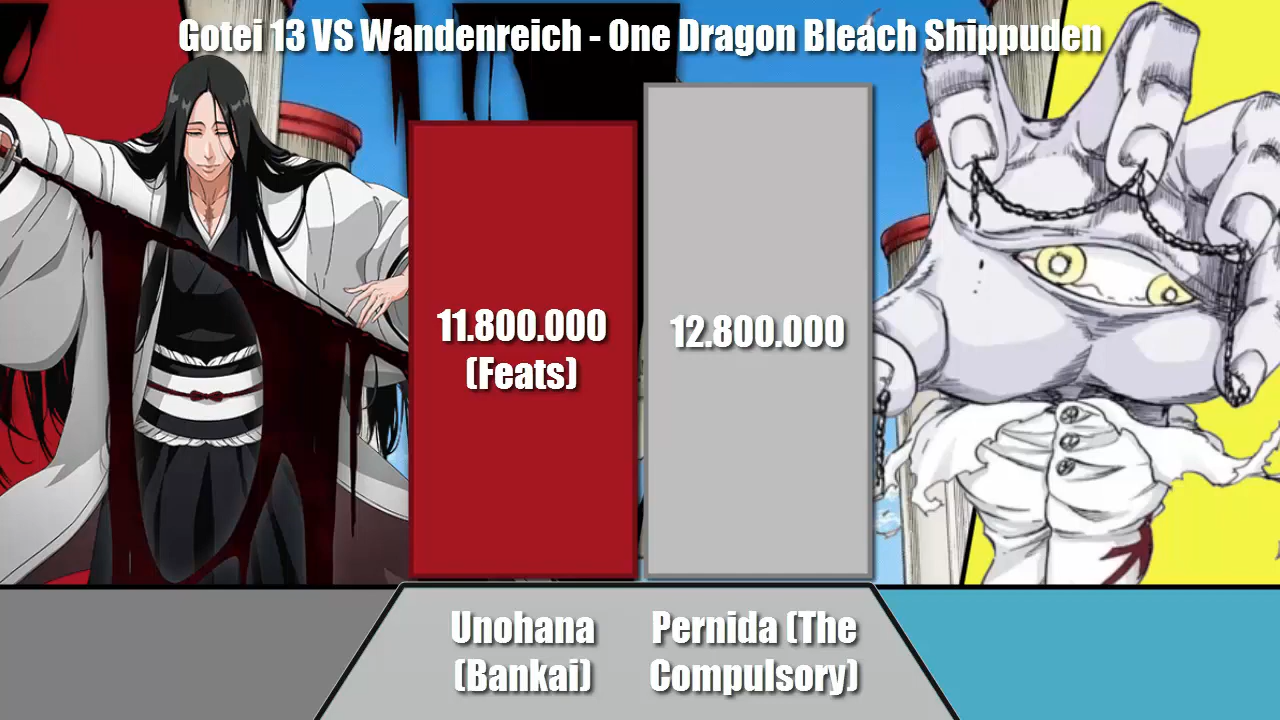 Gotei 13 VS Wandenreich - One Dragon Bleach Shippuden
11.800.000
(Feats)
12.800.000
Unohana
(Bankai)
Pernida (The
Compulsory)